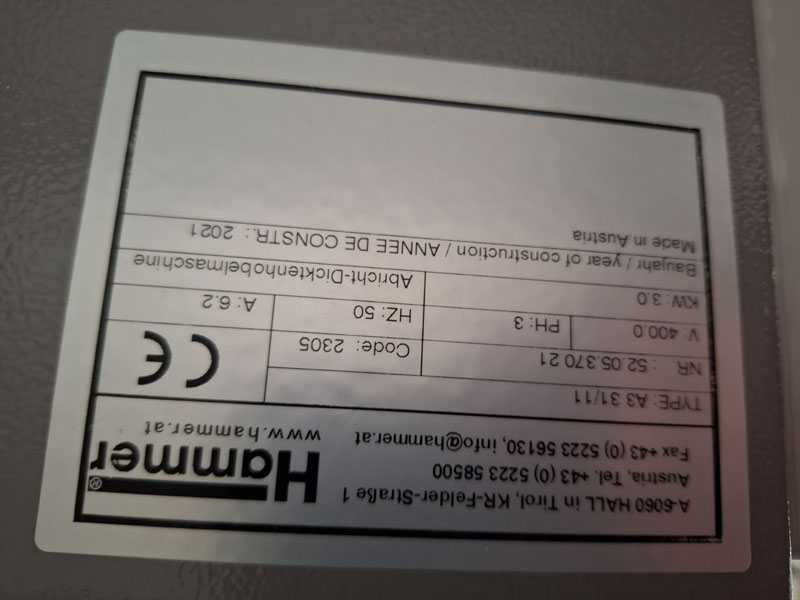 Hammer®
www.hammer.at
A-6060 HALL in Tirol, KR-Felder-Straße 1
Austria, Tel. +43 (0) 5223 58500
Fax +43 (0) 5223 56130, info@hammer.at
TYPE: A3 31/11
NR. : 52 05.370 21
Code: 2305
CE
V: 400.0
PH: 3
HZ: 50
A: 6.2
KW: 3.0
Abricht-Dicktenhobelmaschine
Baujahr / year of construction / ANNEE DE CONSTR.: 2021
Made in Austria